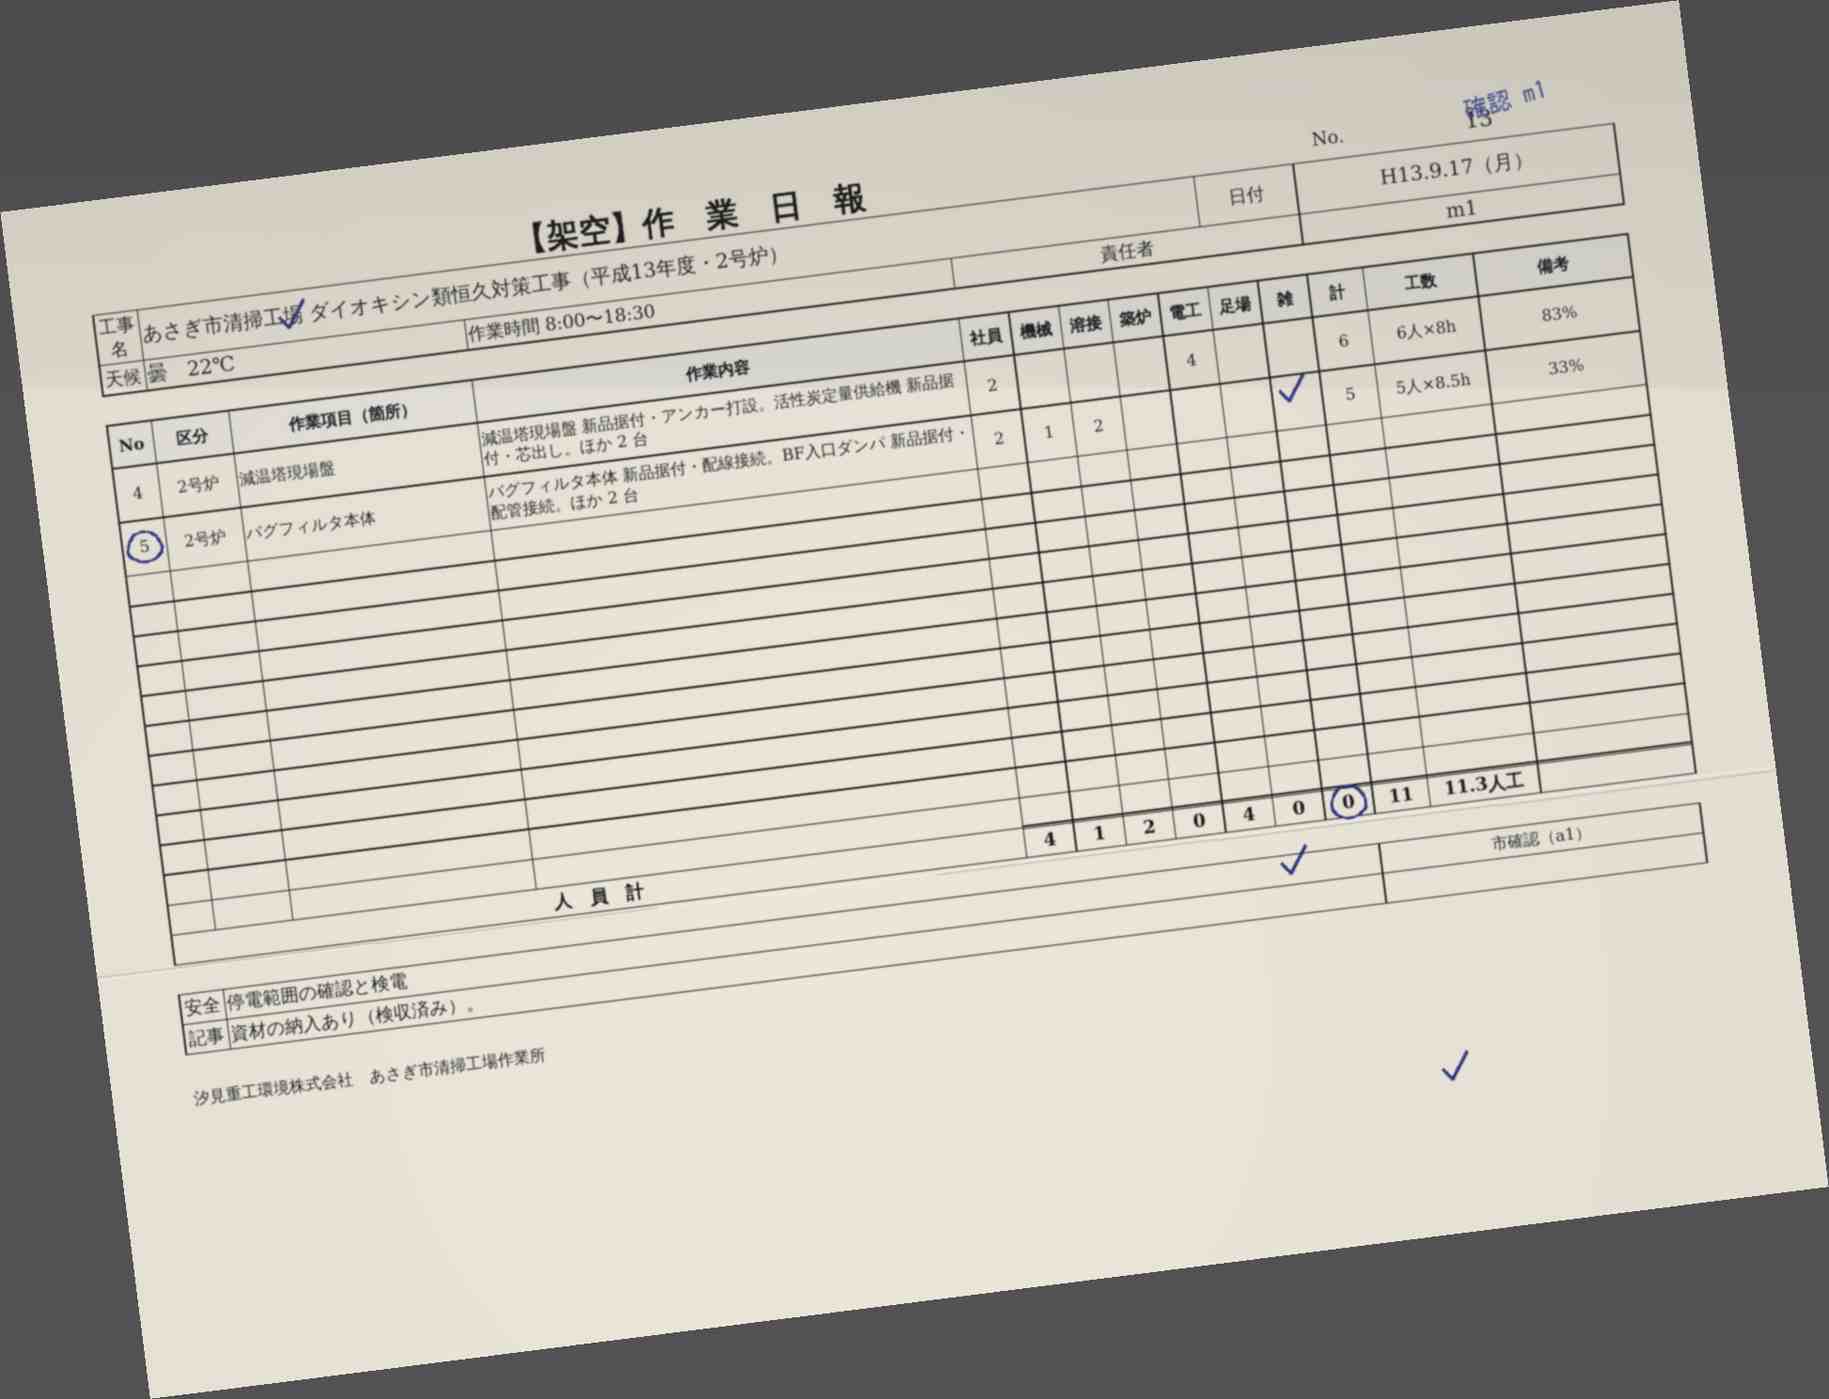 確認 m1
No. 13
【架空】作 業 日 報
工事名 あさぎ市清掃工場 ダイオキシン類恒久対策工事（平成13年度・2号炉） 日付 H13.9.17（月）
天候 曇 22℃ 作業時間 8:00〜18:30 責任者 m1
No 区分 作業項目（箇所） 作業内容 社員 機械 溶接 築炉 電工 足場 雑 計 工数 備考
4 2号炉 減温塔現場盤 減温塔現場盤 新品据付・アンカー打設。活性炭定量供給機 新品据付・芯出し。ほか 2 台 2 4 6 6人×8h 83%
5 2号炉 バグフィルタ本体 バグフィルタ本体 新品据付・配線接続。BF入口ダンパ 新品据付・配管接続。ほか 2 台 2 1 2 5 5人×8.5h 33%
人 員 計 4 1 2 0 4 0 0 11 11.3人工
安全 停電範囲の確認と検電 市確認（a1）
記事 資材の納入あり（検収済み）。
汐見重工環境株式会社 あさぎ市清掃工場作業所